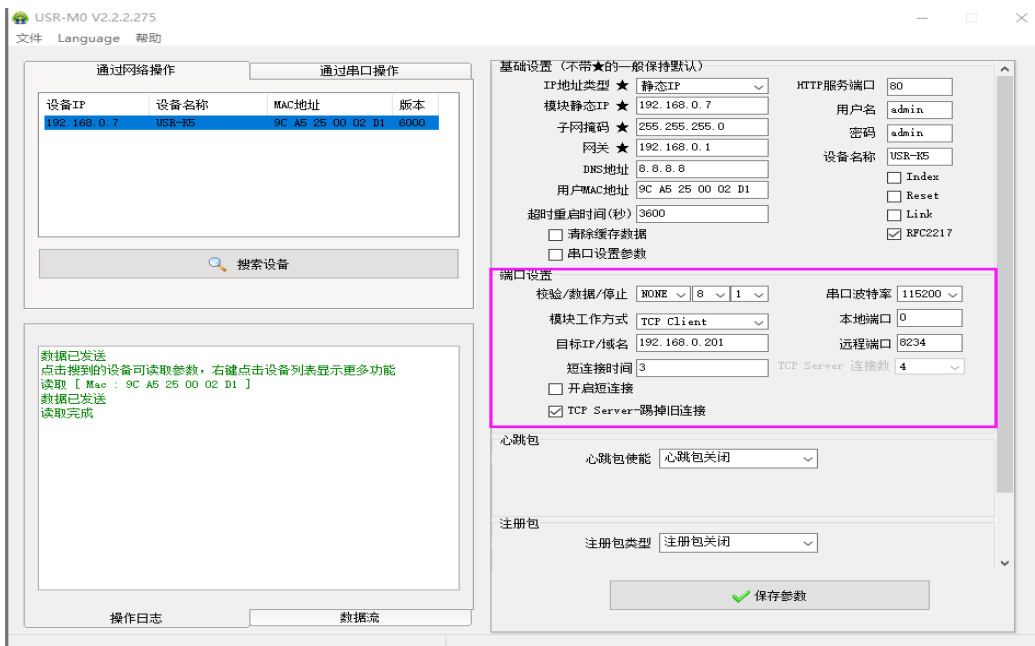 USR-M0 V2.2.2.275
文件 Language 帮助
通过网络操作 通过串口操作
设备IP 设备名称 MAC地址 版本
192.168.0.7 USR-K5 9C A5 25 00 02 D1 6000
搜索设备
数据已发送
点击搜到的设备可读取参数，右键点击设备列表显示更多功能
读取 [ Mac : 9C A5 25 00 02 D1 ]
数据已发送
读取完成
操作日志 数据流
基础设置（不带★的一般保持默认）
IP地址类型 ★ 静态IP HTTP服务端口 80
模块静态IP ★ 192.168.0.7 用户名 admin
子网掩码 ★ 255.255.255.0 密码 admin
网关 ★ 192.168.0.1 设备名称 USR-K5
DNS地址 8.8.8.8 Index
用户MAC地址 9C A5 25 00 02 D1 Reset
超时重启时间(秒) 3600 Link
清除缓存数据 RFC2217
串口设置参数
端口设置
校验/数据/停止 NONE 8 1 串口波特率 115200
模块工作方式 TCP Client 本地端口 0
目标IP/域名 192.168.0.201 远程端口 8234
短连接时间 3 TCP Server 连接数 4
开启短连接
TCP Server-踢掉旧连接
心跳包
心跳包使能 心跳包关闭
注册包
注册包类型 注册包关闭
保存参数